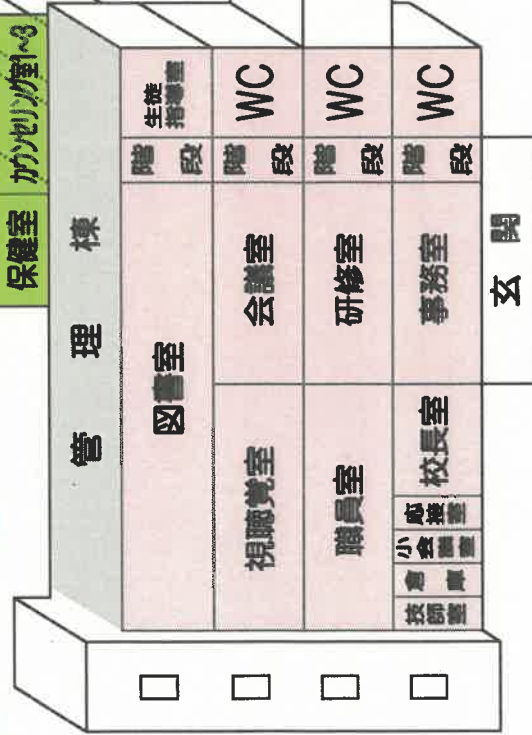 保健室
カウンセリング室1~3
管理棟
図書室
階段
生徒
指導室
視聴覚室
会議室
階段
WC
職員室
研修室
階段
WC
技師室
倉庫
小会議室
応接室
校長室
事務室
階段
WC
玄関